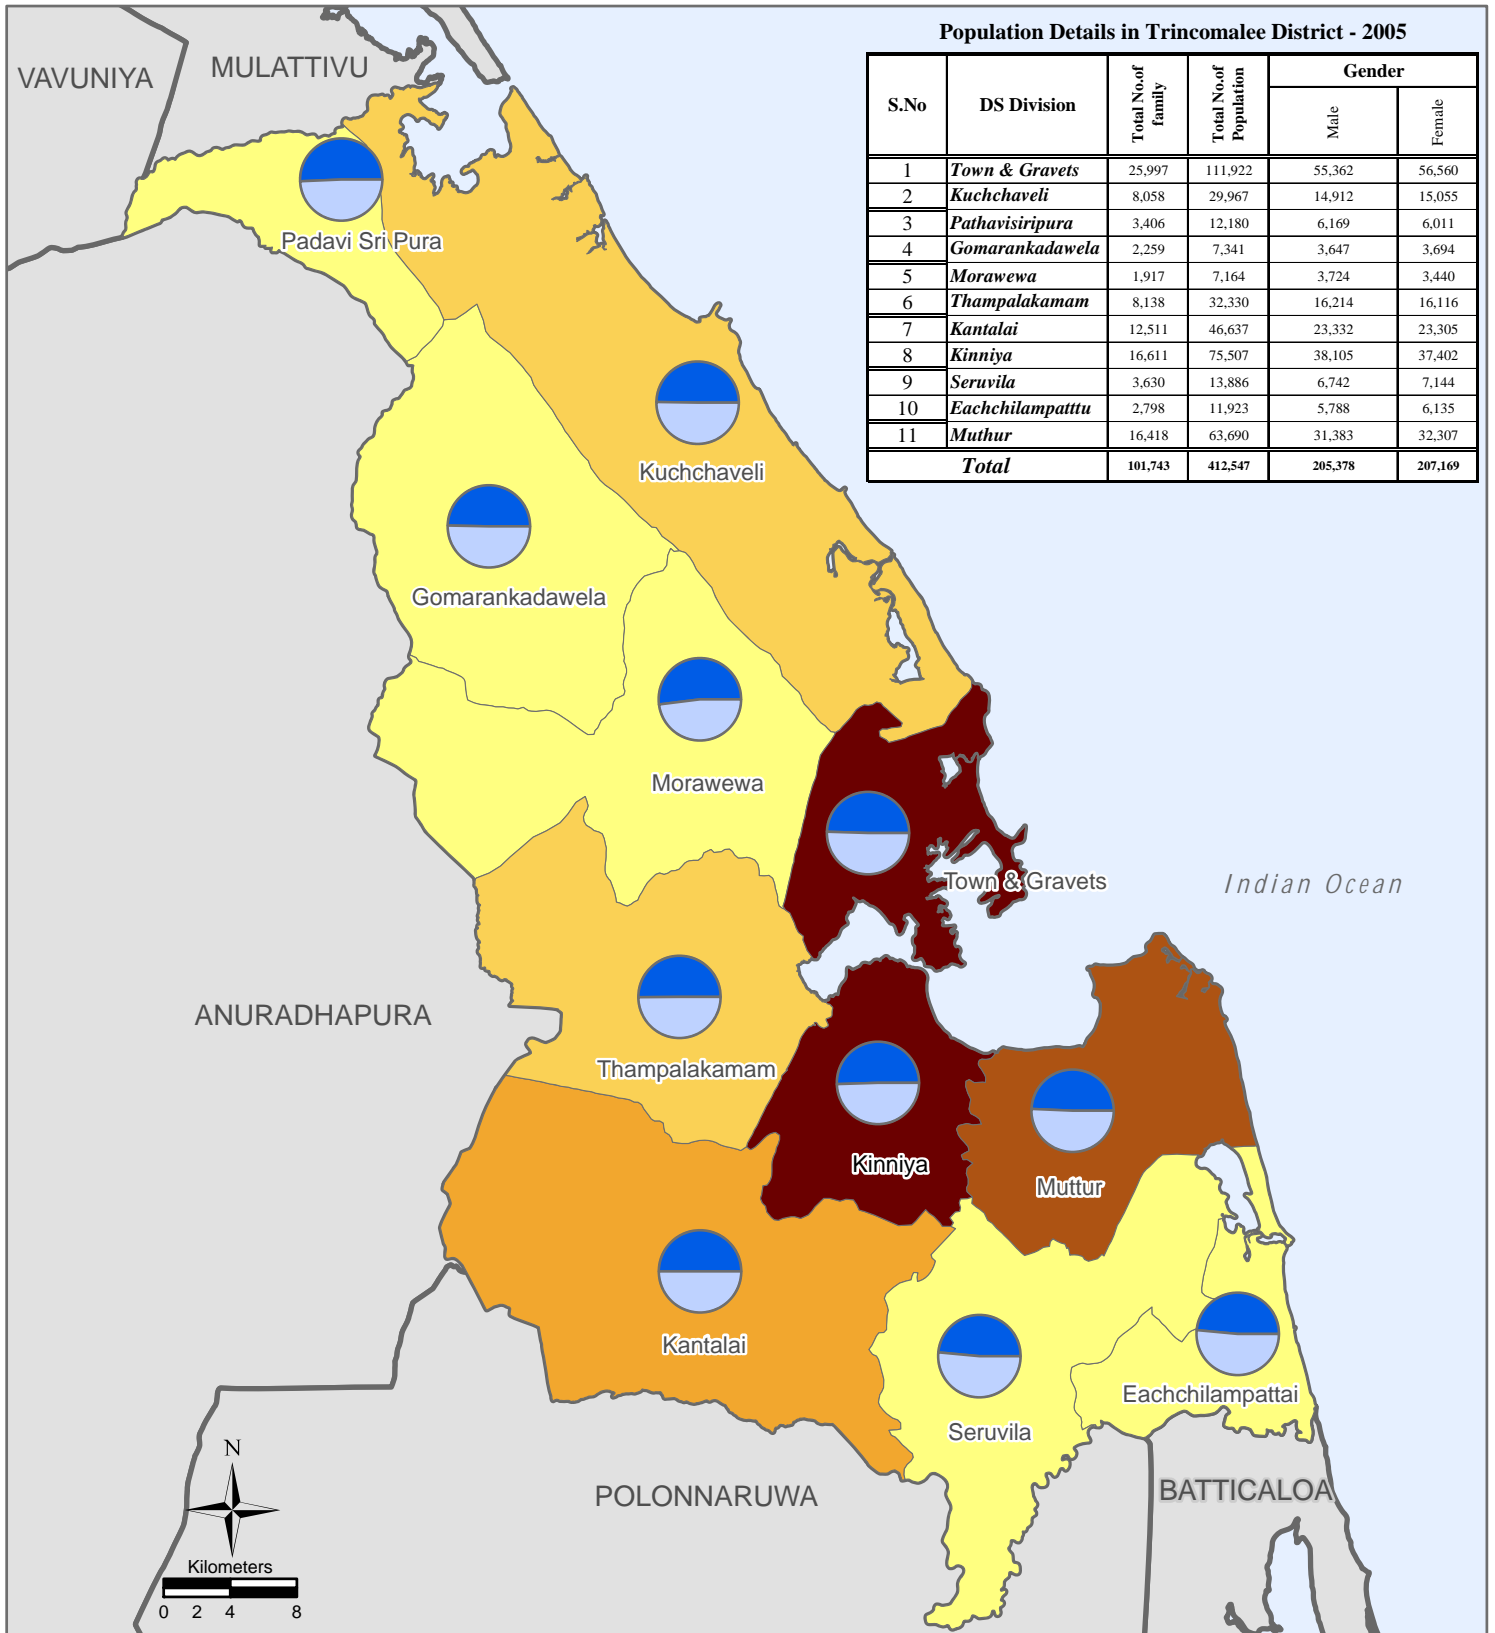 Population Details in Trincomalee District - 2005
S.No DS Division Total No.of family Total No.of Population Gender
Male Female
1 Town & Gravets 25,997 111,922 55,362 56,560
2 Kuchchaveli 8,058 29,967 14,912 15,055
3 Pathavisiripura 3,406 12,180 6,169 6,011
4 Gomarankadawela 2,259 7,341 3,647 3,694
5 Morawewa 1,917 7,164 3,724 3,440
6 Thampalakamam 8,138 32,330 16,214 16,116
7 Kantalai 12,511 46,637 23,332 23,305
8 Kinniya 16,611 75,507 38,105 37,402
9 Seruvila 3,630 13,886 6,742 7,144
10 Eachchilampatttu 2,798 11,923 5,788 6,135
11 Muthur 16,418 63,690 31,383 32,307
Total 101,743 412,547 205,378 207,169
VAVUNIYA
MULATTIVU
Padavi Sri Pura
Kuchchaveli
Gomarankadawela
Morawewa
Town & Gravets
Indian Ocean
ANURADHAPURA
Thampalakamam
Kinniya
Muttur
Kantalai
Eachchilampattai
Seruvila
POLONNARUWA
BATTICALOA
N
Kilometers
0 2 4 8